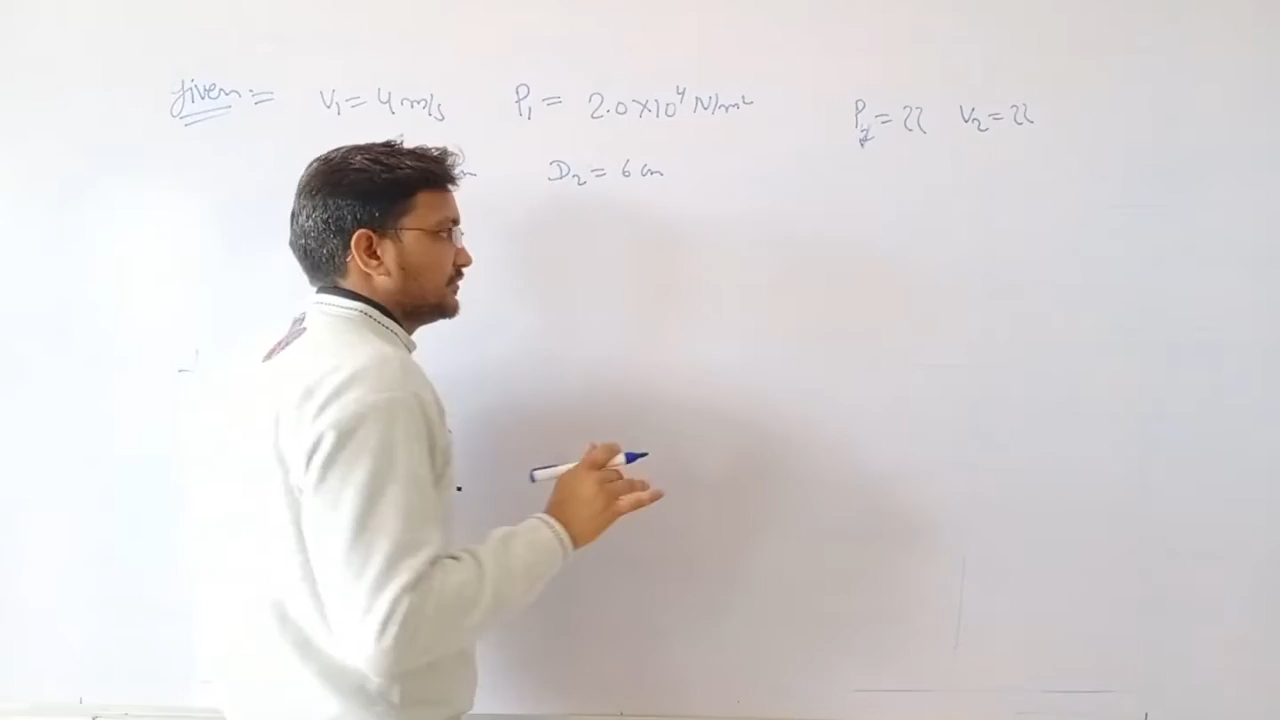 Given:= V₁= 4 m/s P₁= 2.0×10⁴ N/m² P₂=?? V₂=??
D₂= 6 cm